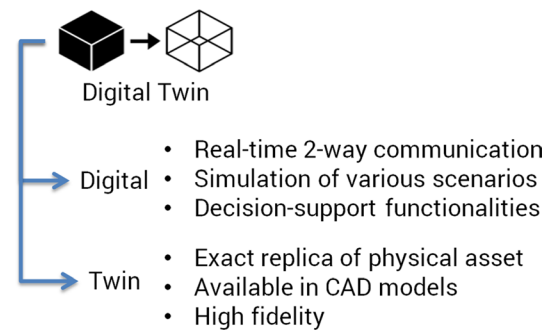 Digital Twin
Digital
• Real-time 2-way communication
• Simulation of various scenarios
• Decision-support functionalities
Twin
• Exact replica of physical asset
• Available in CAD models
• High fidelity